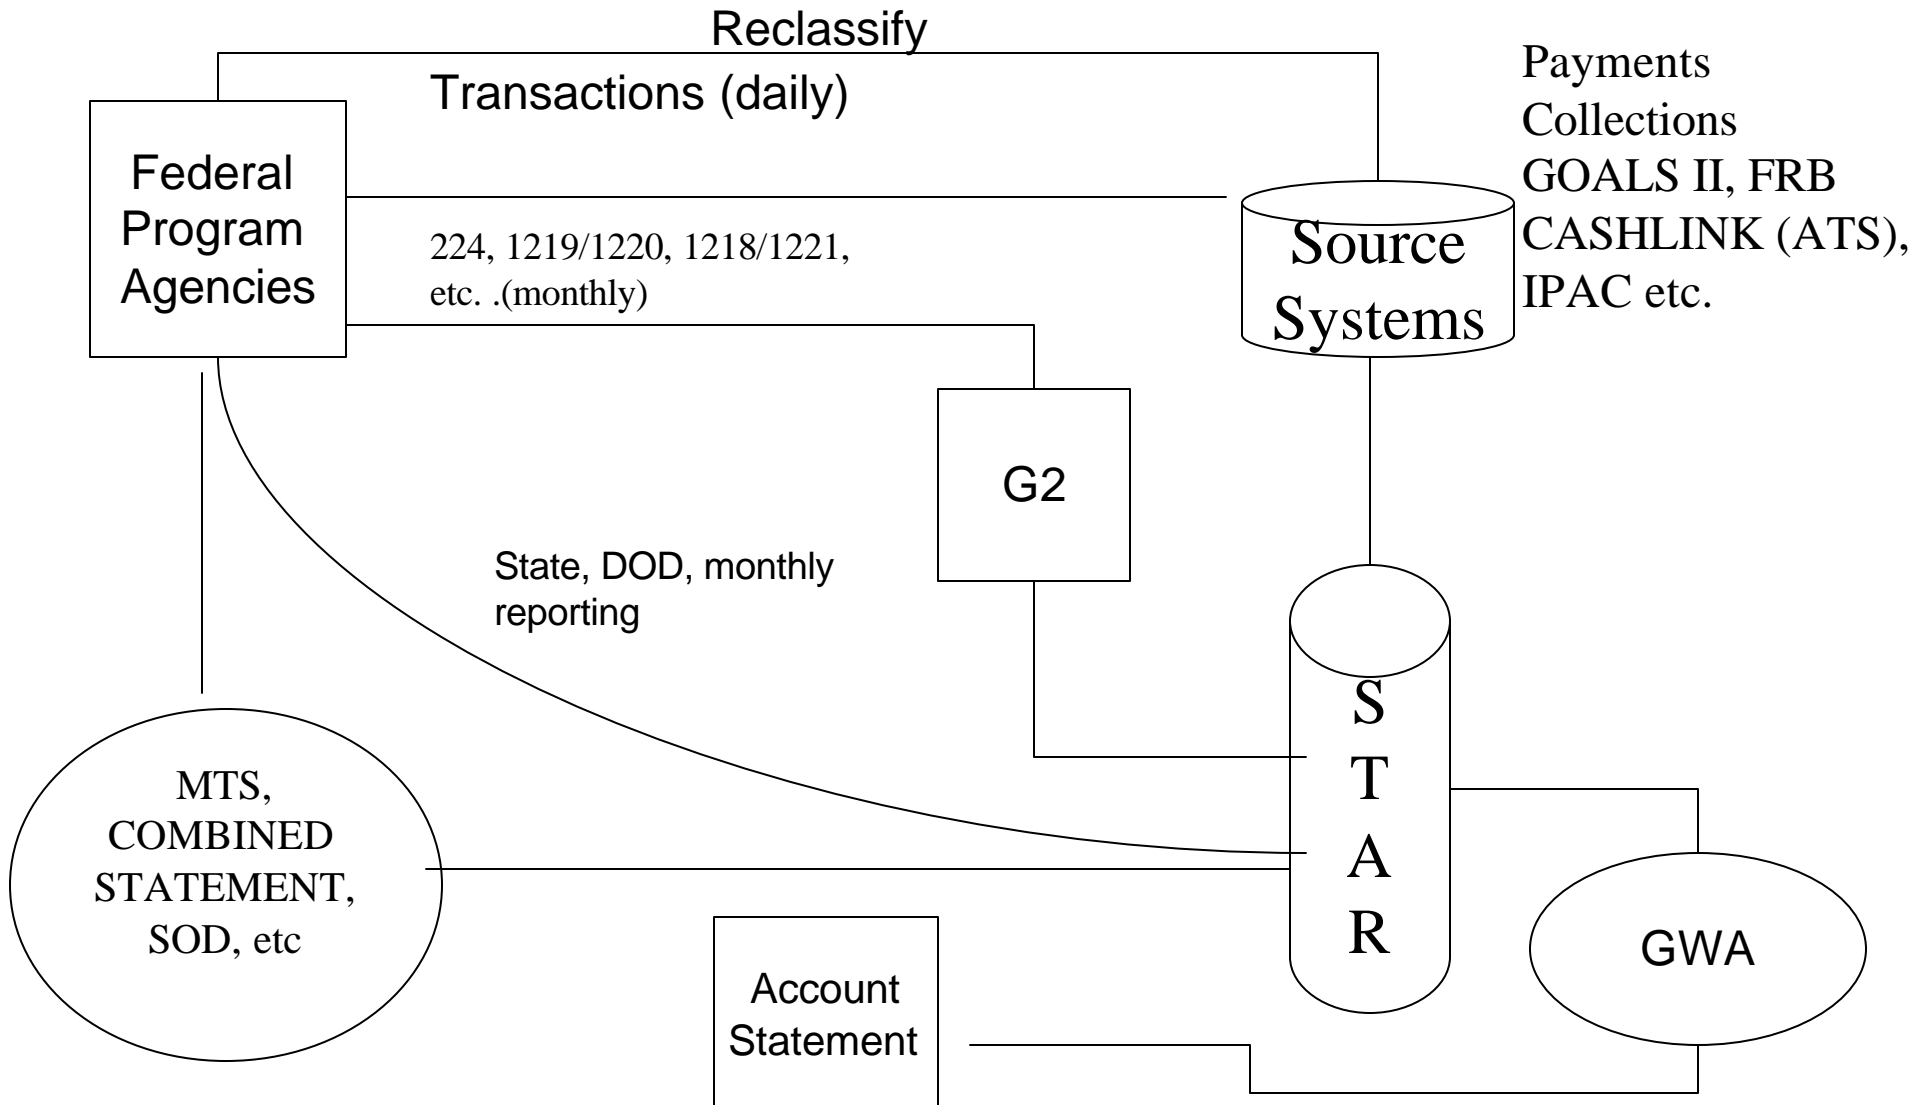 Reclassify
Transactions (daily)
Payments
Collections
GOALS II, FRB
CASHLINK (ATS),
IPAC etc.
Federal
Program
Agencies
224, 1219/1220, 1218/1221,
etc. .(monthly)
Source
Systems
G2
State, DOD, monthly
reporting
S
T
A
R
MTS,
COMBINED
STATEMENT,
SOD, etc
Account
Statement
GWA